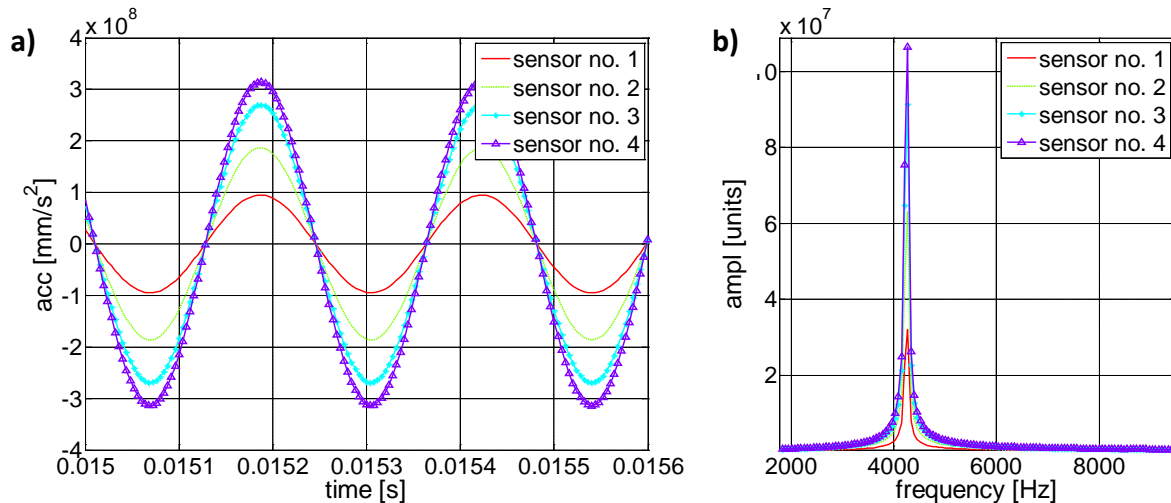 a)
x 10^8
acc [mm/s^2]
4
3
2
1
0
-1
-2
-3
-4
0.015
0.0151
0.0152
0.0153
0.0154
0.0155
0.0156
time [s]
sensor no. 1
sensor no. 2
sensor no. 3
sensor no. 4
b)
x 10^7
ampl [units]
0
8
6
4
2
2000
4000
6000
8000
frequency [Hz]
sensor no. 1
sensor no. 2
sensor no. 3
sensor no. 4